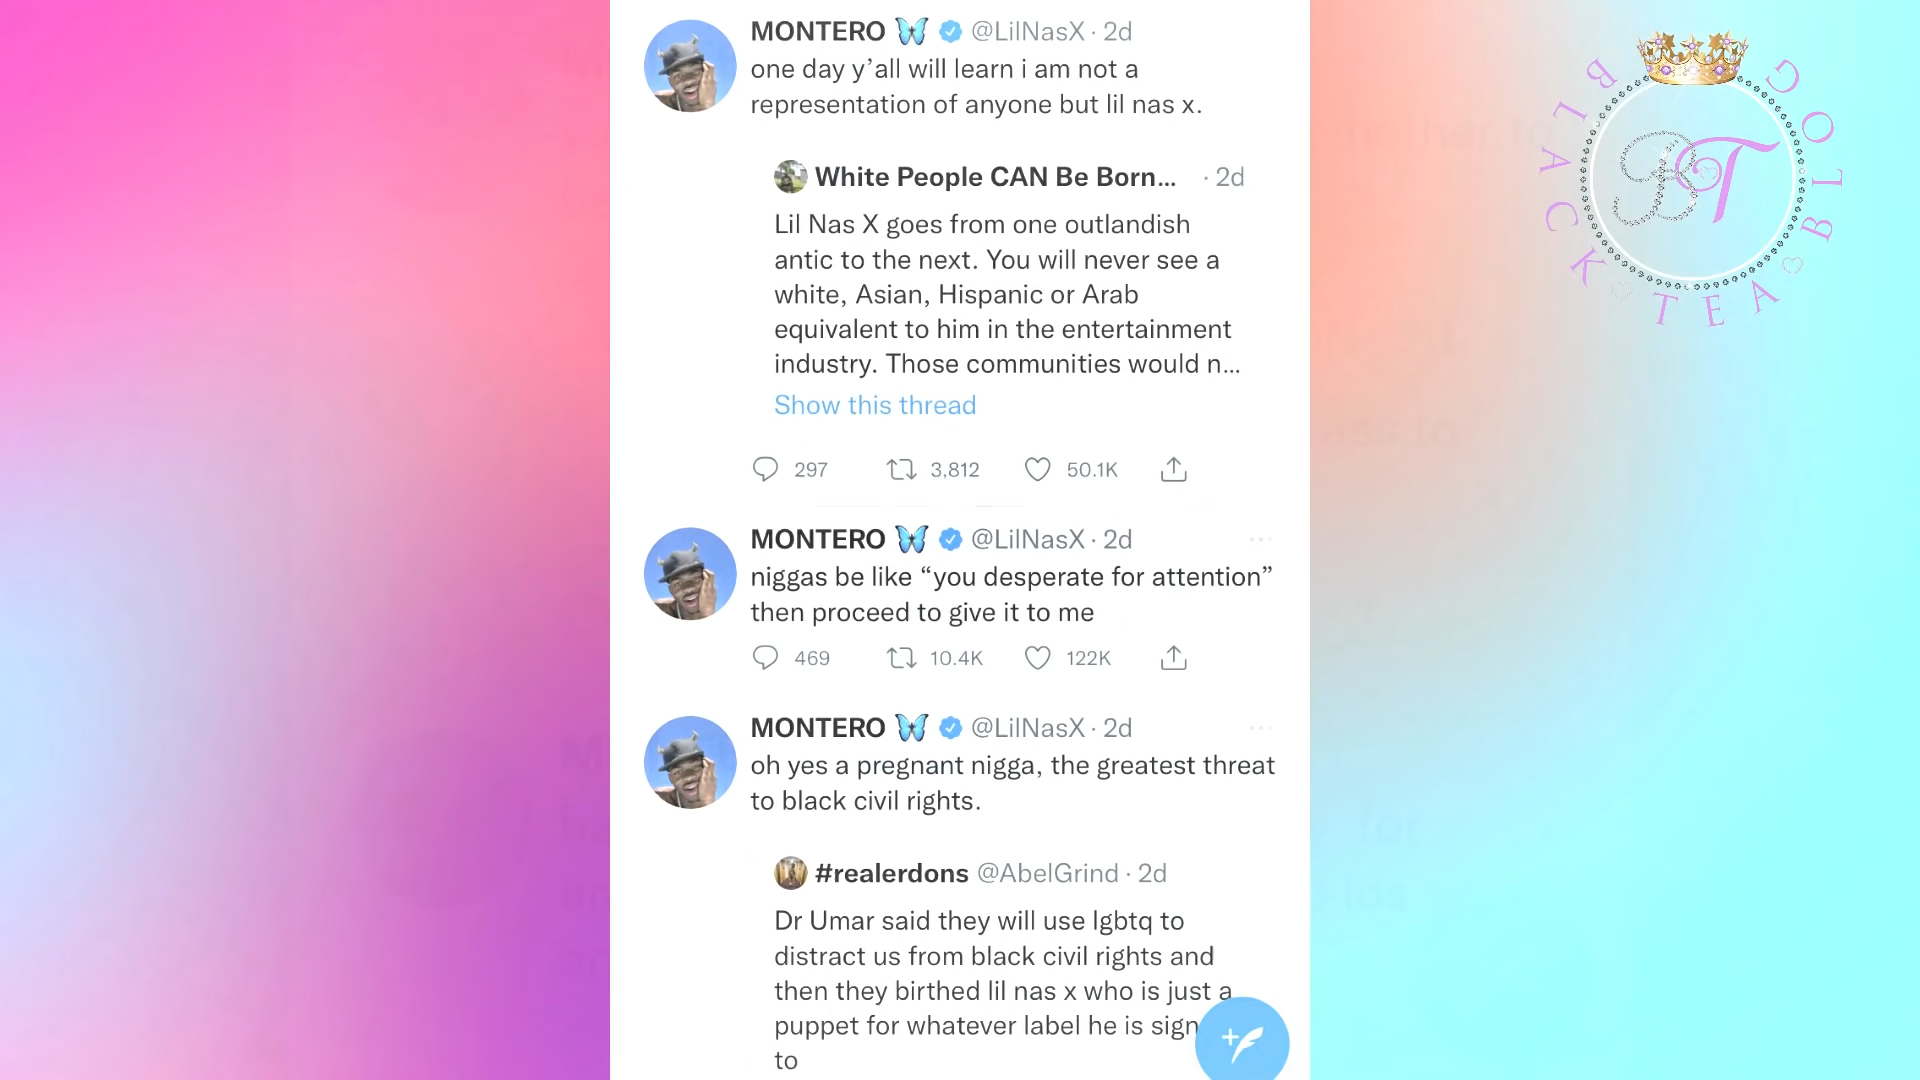 MONTERO 🦋 @LilNasX · 2d
one day y’all will learn i am not a
representation of anyone but lil nas x.
White People CAN Be Born... · 2d
Lil Nas X goes from one outlandish
antic to the next. You will never see a
white, Asian, Hispanic or Arab
equivalent to him in the entertainment
industry. Those communities would n...
Show this thread
297 3,812 50.1K
MONTERO 🦋 @LilNasX · 2d
niggas be like “you desperate for attention”
then proceed to give it to me
469 10.4K 122K
MONTERO 🦋 @LilNasX · 2d
oh yes a pregnant nigga, the greatest threat
to black civil rights.
#realerdons @AbelGrind · 2d
Dr Umar said they will use lgbtq to
distract us from black civil rights and
then they birthed lil nas x who is just a
puppet for whatever label he is sign
to
BLACK TEA BLOG
BT